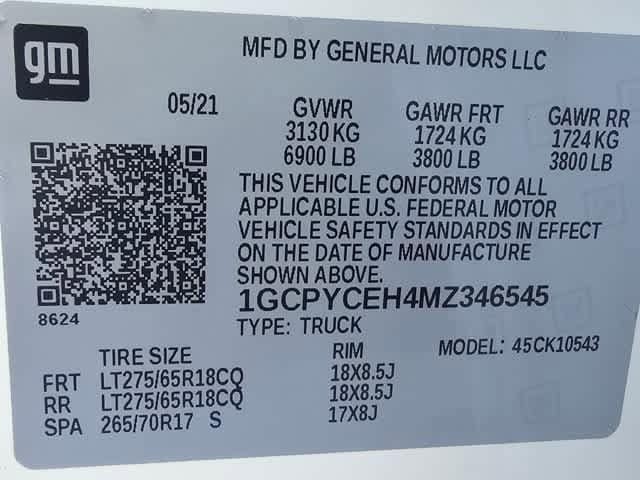 gm
MFD BY GENERAL MOTORS LLC
05/21 GVWR GAWR FRT GAWR RR
3130 KG 1724 KG 1724 KG
6900 LB 3800 LB 3800 LB
THIS VEHICLE CONFORMS TO ALL
APPLICABLE U.S. FEDERAL MOTOR
VEHICLE SAFETY STANDARDS IN EFFECT
ON THE DATE OF MANUFACTURE
SHOWN ABOVE.
1GCPYCEH4MZ346545
8624
TYPE: TRUCK
MODEL: 45CK10543
TIRE SIZE RIM
FRT LT275/65R18CQ 18X8.5J
RR LT275/65R18CQ 18X8.5J
SPA 265/70R17 S 17X8J